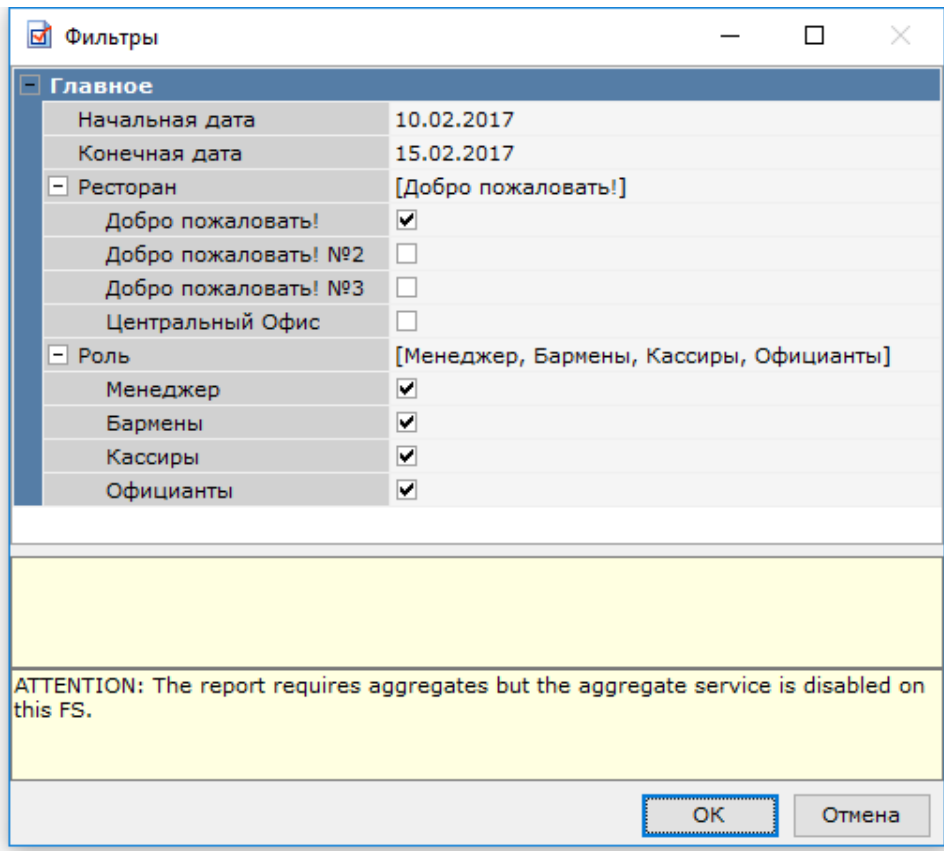 Фильтры
Главное
Начальная дата 10.02.2017
Конечная дата 15.02.2017
Ресторан [Добро пожаловать!]
Добро пожаловать!
Добро пожаловать! №2
Добро пожаловать! №3
Центральный Офис
Роль [Менеджер, Бармены, Кассиры, Официанты]
Менеджер
Бармены
Кассиры
Официанты
ATTENTION: The report requires aggregates but the aggregate service is disabled on
this FS.
OK Отмена